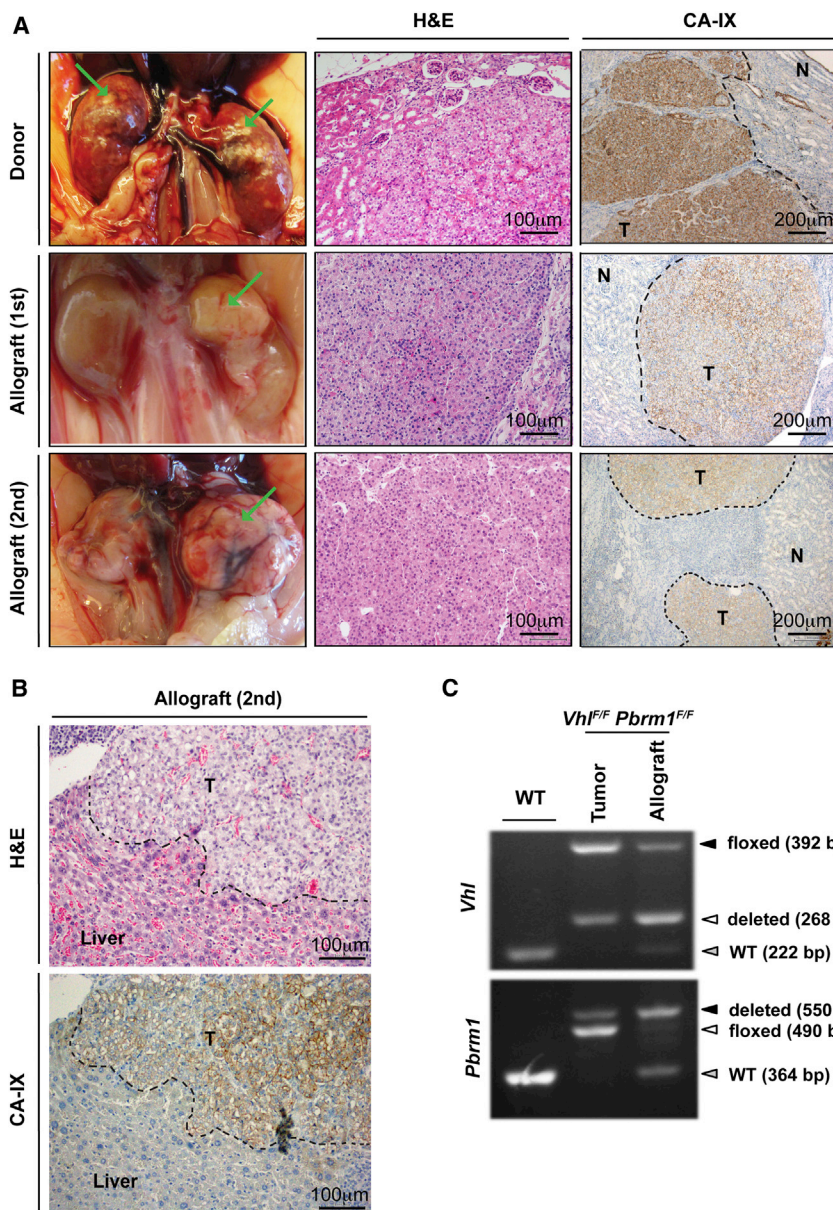 A
H&E
CA-IX
Donor
100µm
N
T
200µm
Allograft (1st)
100µm
N
T
200µm
Allograft (2nd)
100µm
T
N
T
200µm
B
Allograft (2nd)
H&E
T
Liver
100µm
CA-IX
T
Liver
100µm
C
Vhl^F/F Pbrm1^F/F
WT
Tumor
Allograft
Vhl
floxed (392 b
deleted (268
WT (222 bp)
Pbrm1
deleted (550
floxed (490 b
WT (364 bp)